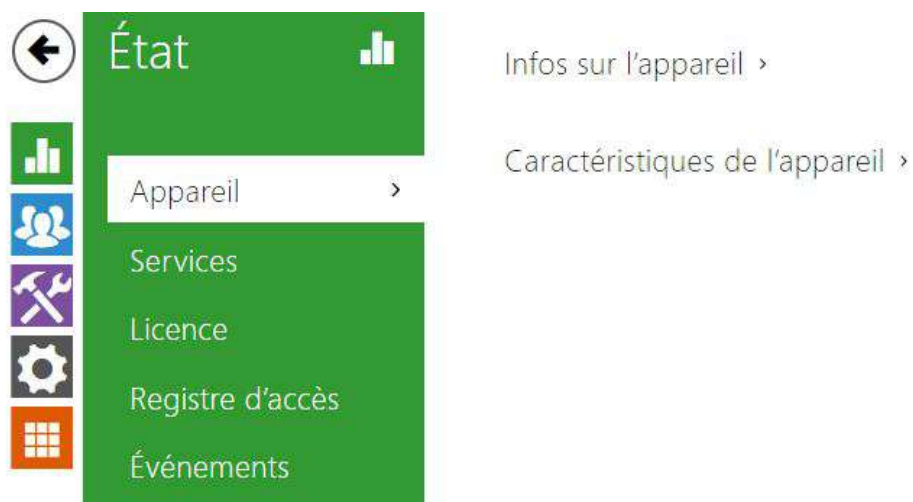 État
Appareil
Services
Licence
Registre d'accès
Événements
Infos sur l'appareil
Caractéristiques de l'appareil